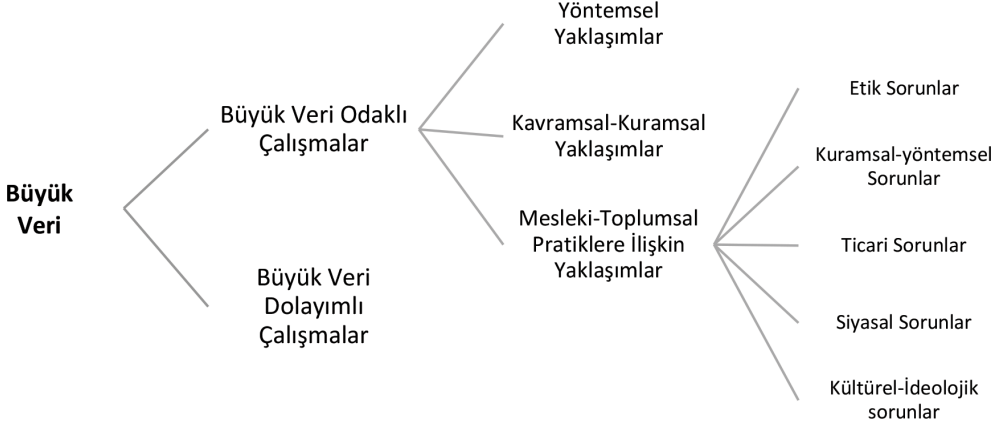 Büyük
Veri
Büyük Veri Odaklı
Çalışmalar
Büyük Veri
Dolayımlı
Çalışmalar
Yöntemsel
Yaklaşımlar
Kavramsal-Kuramsal
Yaklaşımlar
Mesleki-Toplumsal
Pratiklere İlişkin
Yaklaşımlar
Etik Sorunlar
Kuramsal-yöntemsel
Sorunlar
Ticari Sorunlar
Siyasal Sorunlar
Kültürel-İdeolojik
sorunlar